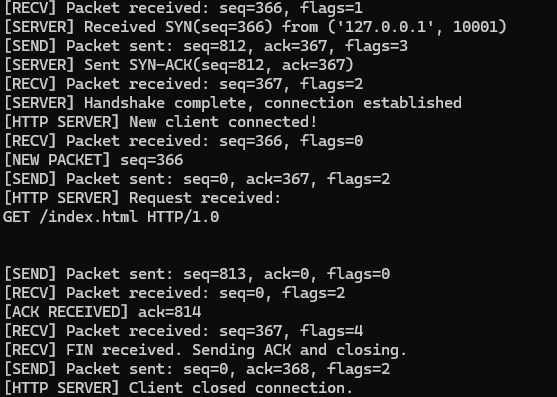 [RECV] Packet received: seq=366, flags=1
[SERVER] Received SYN(seq=366) from ('127.0.0.1', 10001)
[SEND] Packet sent: seq=812, ack=367, flags=3
[SERVER] Sent SYN-ACK(seq=812, ack=367)
[RECV] Packet received: seq=367, flags=2
[SERVER] Handshake complete, connection established
[HTTP SERVER] New client connected!
[RECV] Packet received: seq=366, flags=0
[NEW PACKET] seq=366
[SEND] Packet sent: seq=0, ack=367, flags=2
[HTTP SERVER] Request received:
GET /index.html HTTP/1.0
[SEND] Packet sent: seq=813, ack=0, flags=0
[RECV] Packet received: seq=0, flags=2
[ACK RECEIVED] ack=814
[RECV] Packet received: seq=367, flags=4
[RECV] FIN received. Sending ACK and closing.
[SEND] Packet sent: seq=0, ack=368, flags=2
[HTTP SERVER] Client closed connection.